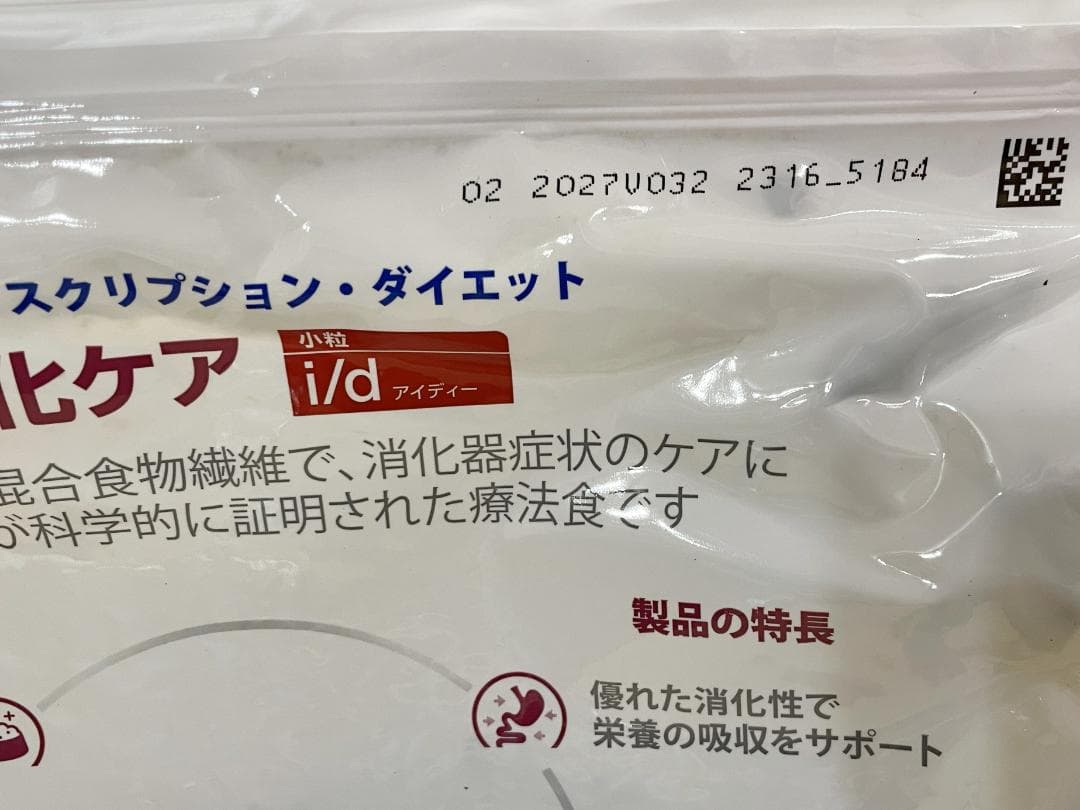 02 2027V032 2316_5184
スクリプション・ダイエット
化ケア
小粒
i/d アイディー
混合食物繊維で、消化器症状のケアに
が科学的に証明された療法食です
製品の特長
優れた消化性で
栄養の吸収をサポート